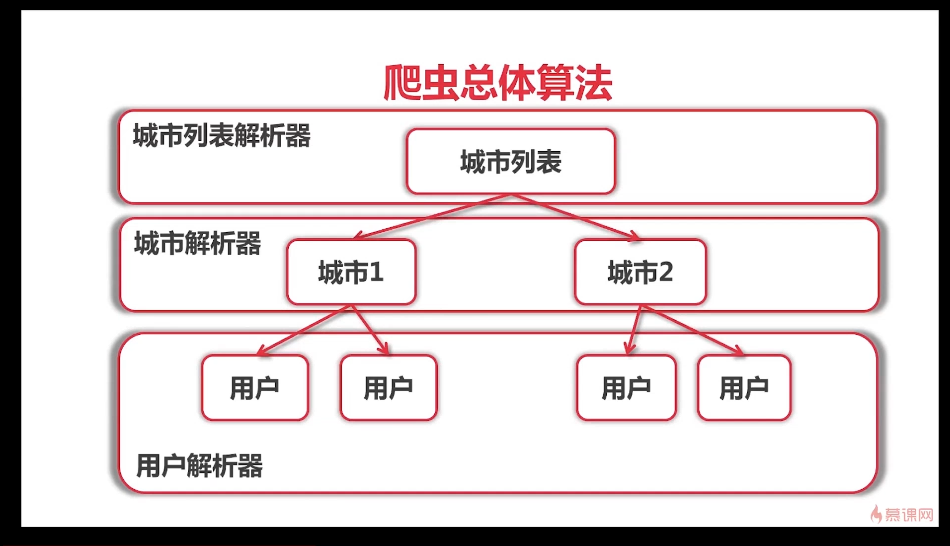 爬虫总体算法
城市列表解析器
城市列表
城市解析器
城市1
城市2
用户
用户
用户
用户
用户解析器
慕课网